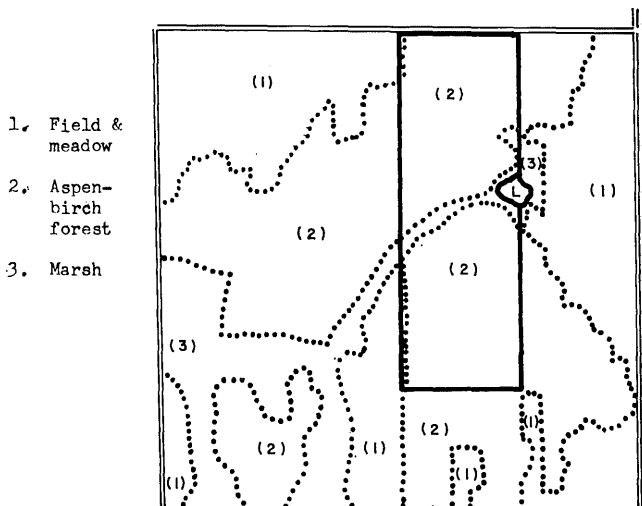 1. Field &
meadow
2. Aspen-
birch
forest
3. Marsh
(1)
(2)
(3)
L
(1)
(2)
(2)
(3)
(2)
(1)
(2)
(1)
(1)
(1)